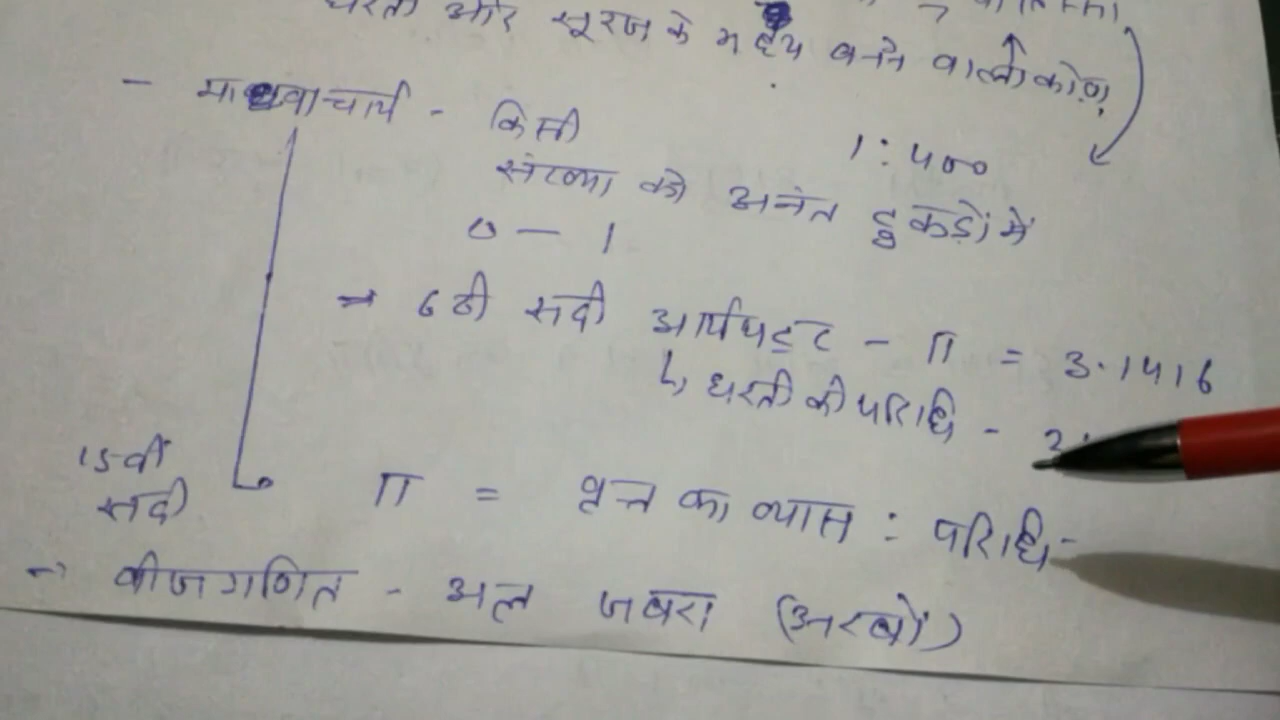 धरती और सूरज के मध्य बनने वाला कोण,
- माधवाचार्य - किसी
संख्या को अनंत टुकड़ों में
1:400
0 — 1
→ 6ठी सदी आर्यभट्ट - π = 3.1416
↳ धरती की परिधि -
15वीं
सदी
π = वृत्त का व्यास : परिधि
→ बीजगणित - अल जबरा (अरबों)